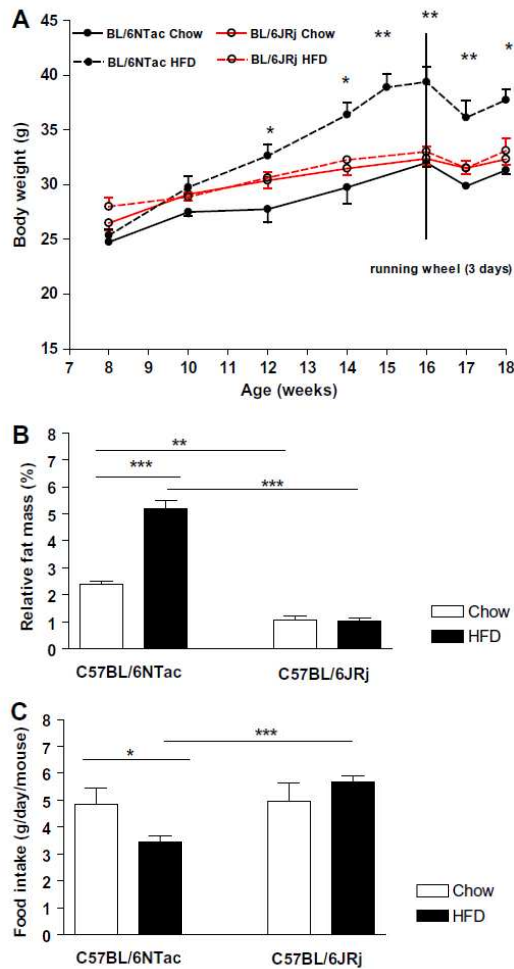 A
BL/6NTac Chow
BL/6JRj Chow
BL/6NTac HFD
BL/6JRj HFD
** ** ** * * *
45
40
35
30
25
20
15
Body weight (g)
running wheel (3 days)
7 8 9 10 11 12 13 14 15 16 17 18
Age (weeks)
B
8
7
6
5
4
3
2
1
0
Relative fat mass (%)
**
***
***
Chow
HFD
C57BL/6NTac C57BL/6JRj
C
8
7
6
5
4
3
2
1
0
Food intake (g/day/mouse)
***
*
Chow
HFD
C57BL/6NTac C57BL/6JRj